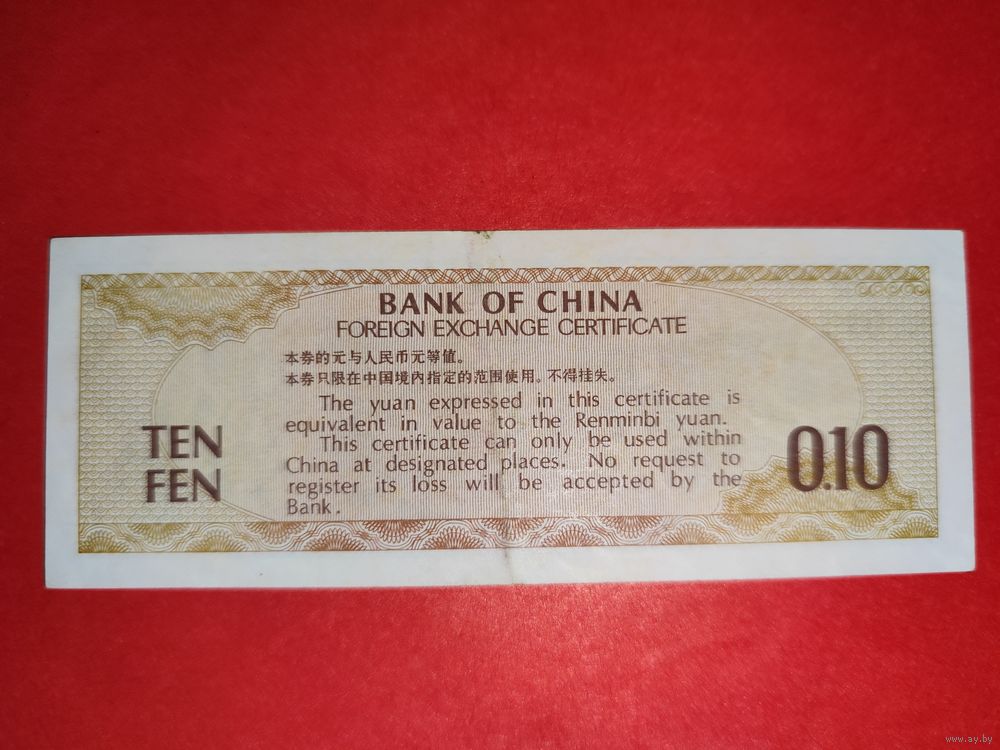 BANK OF CHINA
FOREIGN EXCHANGE CERTIFICATE
本券的元与人民币元等值。
本券只限在中国境内指定的范围使用。不得挂失。
The yuan expressed in this certificate is
equivalent in value to the Renminbi yuan.
This certificate can only be used within
China at designated places. No request to
register its loss will be accepted by the
Bank.
TEN
FEN
0.10
www.ay.by